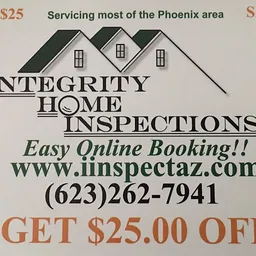 $25 Servicing most of the Phoenix area $
NTEGRITY
HOME
INSPECTIONS
Easy Online Booking!!
www.iinspectaz.com
(623)262-7941
GET $25.00 OF